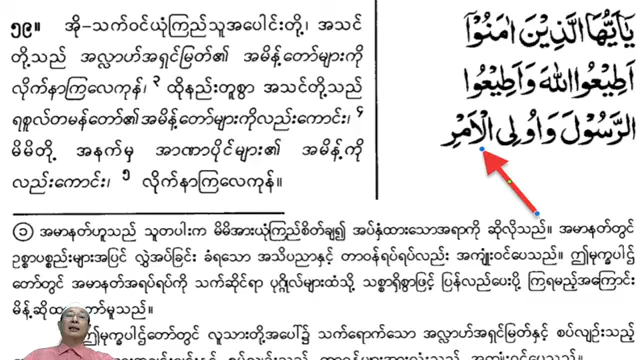 ၅၉။ အို-သက်ဝင်ယုံကြည်သူအပေါင်းတို့၊ အသင်
တို့သည် အလ္လာဟ်အရှင်မြတ်၏ အမိန့်တော်များကို
လိုက်နာကြလေကုန်၊ ၃ ထိုနည်းတူစွာ အသင်တို့သည်
ရစူလ်တမန်တော်၏အမိန့်တော်များကိုလည်းကောင်း၊ ၄
မိမိတို့ အနက်မှ အာဏာပိုင်များ၏ အမိန့်ကို
လည်းကောင်း၊ ၅ လိုက်နာကြလေကုန်။
يٰۤاَيُّهَا الَّذِيْنَ اٰمَنُوْۤا
اَطِيْعُوا اللّٰهَ وَاَطِيْعُوا
الرَّسُوْلَ وَاُولِى الْاَمْرِ
၁ အမာနတ်ဟူသည် သူတပါးက မိမိအားယုံကြည်စိတ်ချ၍ အပ်နှံထားသောအရာကို ဆိုလိုသည်။ အမာနတ်တွင်
ဥစ္စာပစ္စည်းများအပြင် လွှဲအပ်ခြင်း ခံရသော အသိပညာနှင့် တာဝန်ရပ်ရပ်လည်း အကျုံးဝင်ပေသည်။ ဤမုက္ခပါဌ်
တော်တွင် အမာနတ်အရပ်ရပ်ကို သက်ဆိုင်ရာ ပုဂ္ဂိုလ်များထံသို့ သစ္စာရှိစွာဖြင့် ပြန်လည်ပေးပို့ ကြရမည့်အကြောင်း
မိန့်ဆို
ဤမုက္ခပါဌ်တော်တွင် လူသားတို့အပေါ်၌ သက်ရောက်သော အလ္လာဟ်အရှင်မြတ်နှင့် စပ်လျဉ်းသည့်